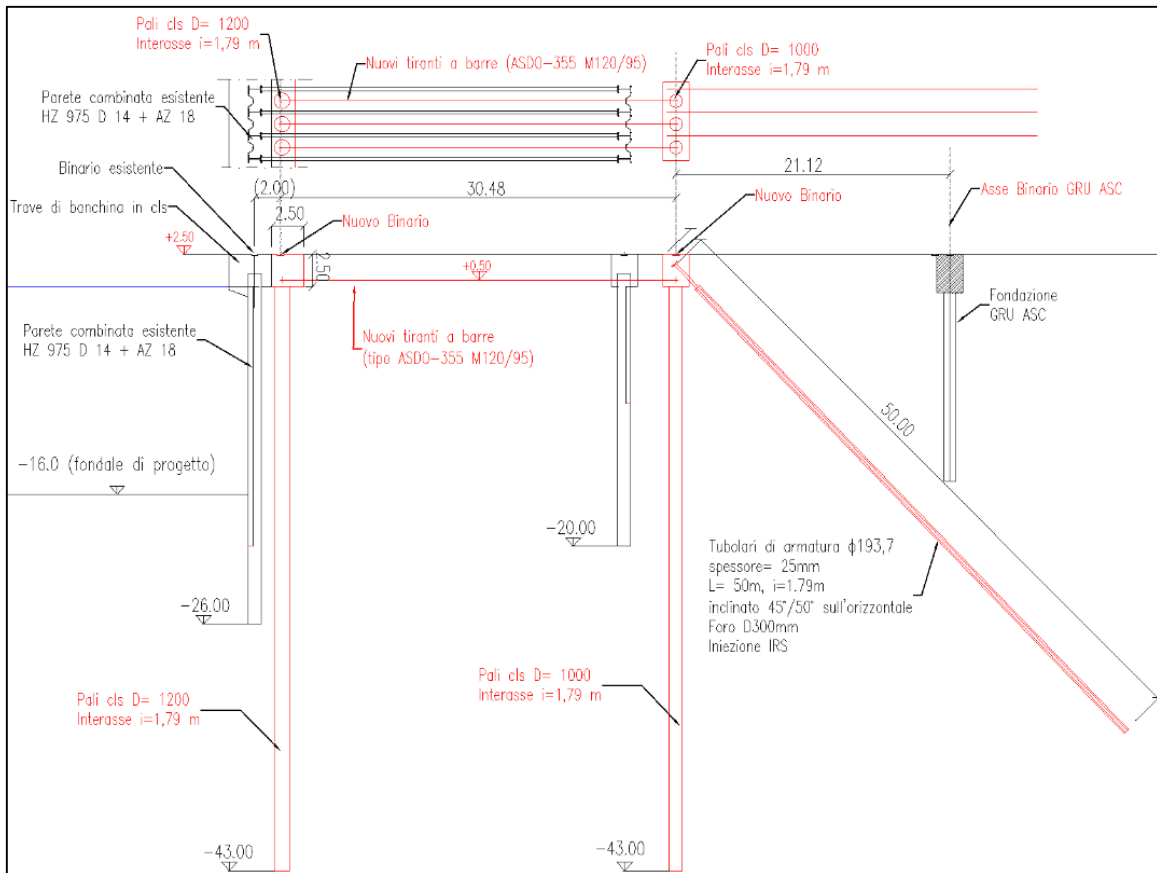 Pali cls D= 1200
Interasse i=1,79 m
Pali cls D= 1000
Interasse i=1,79 m
Nuovi tiranti a barre (ASDO-355 M120/95)
Parete combinata esistente
HZ 975 D 14 + AZ 18
Binario esistente
Trave di banchina in cls
(2.00)
30.48
21.12
2.50
Nuovo Binario
Nuovo Binario
Asse Binario GRU ASC
+2.50
2.50
+0.50
Fondazione
GRU ASC
Parete combinata esistente
HZ 975 D 14 + AZ 18
Nuovi tiranti a barre
(tipo ASDO-355 M120/95)
50.00
-16.0 (fondale di progetto)
-20.00
Tubolari di armatura ϕ193,7
spessore= 25mm
L= 50m, i=1.79m
inclinato 45°/50° sull'orizzontale
Foro D300mm
Iniezione IRS
-26.00
Pali cls D= 1200
Interasse i=1,79 m
Pali cls D= 1000
Interasse i=1,79 m
-43.00
-43.00